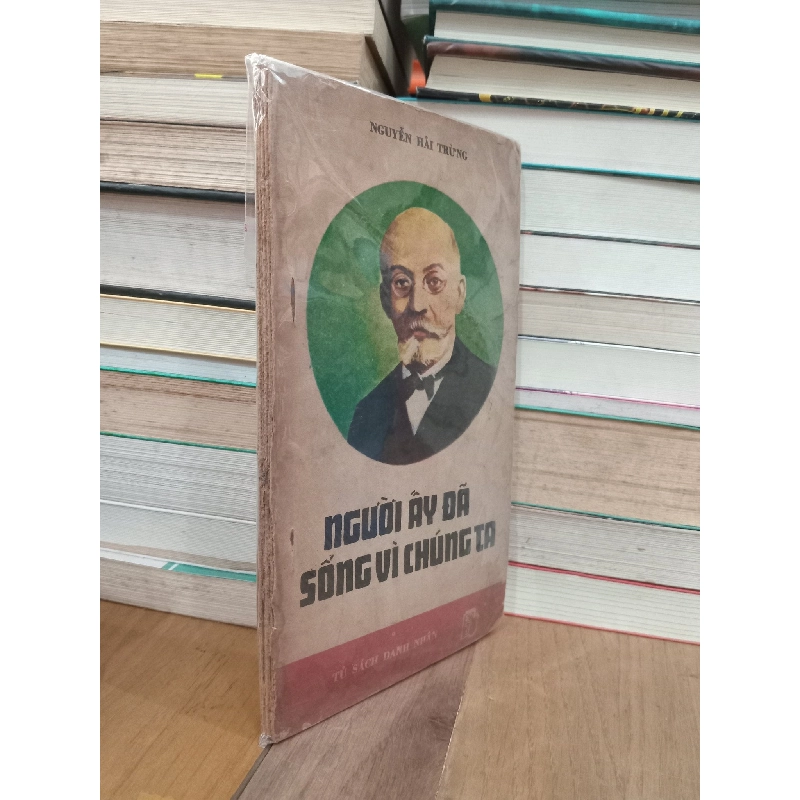 NGUYỄN HẢI TRỪNG
NGƯỜI ẤY ĐÃ
SỐNG VÌ CHÚNG TA
TỦ SÁCH DANH NHÂN